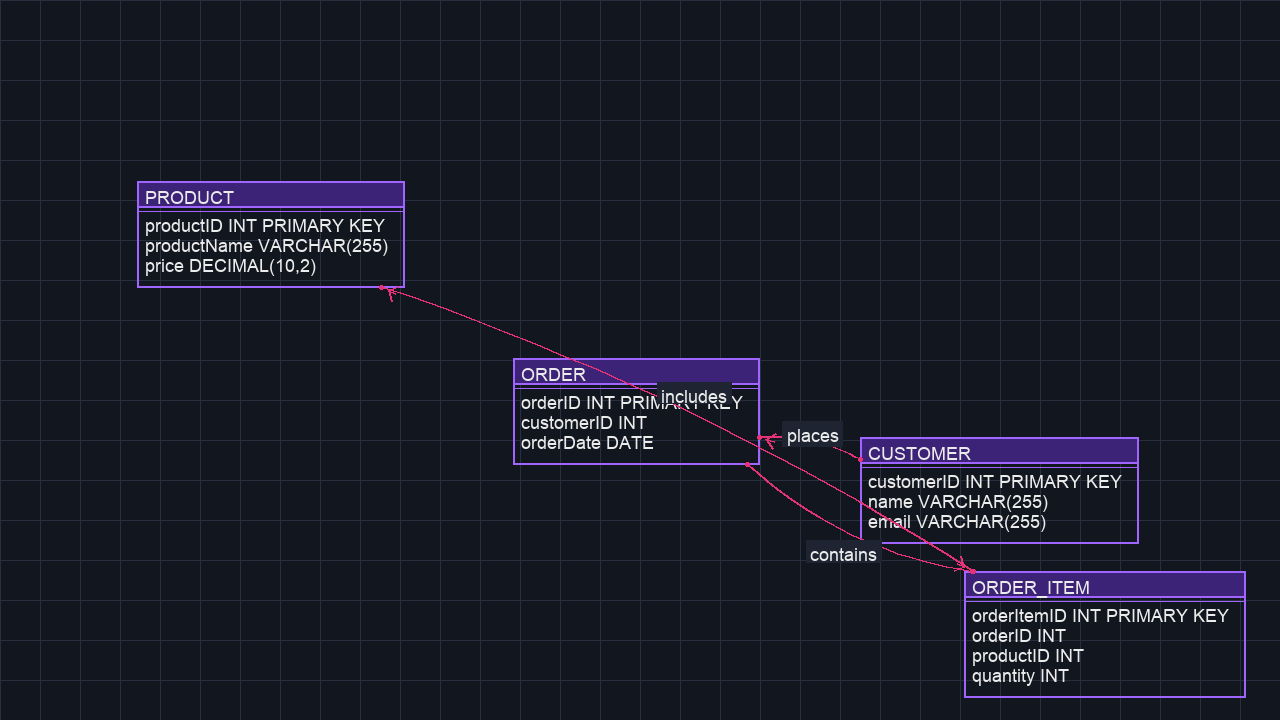 PRODUCT
productID INT PRIMARY KEY
productName VARCHAR(255)
price DECIMAL(10,2)
ORDER
orderID INT PRIMARY KEY
customerID INT
orderDate DATE
includes
places
CUSTOMER
customerID INT PRIMARY KEY
name VARCHAR(255)
email VARCHAR(255)
contains
ORDER_ITEM
orderItemID INT PRIMARY KEY
orderID INT
productID INT
quantity INT